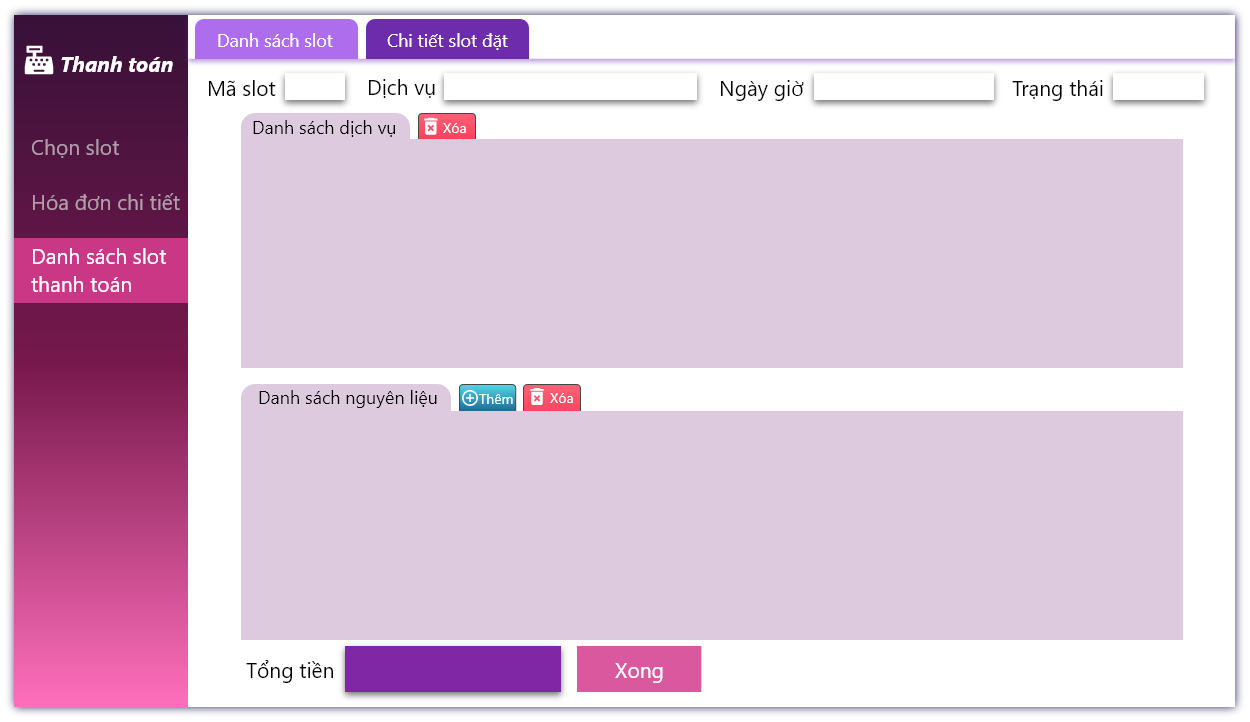 Thanh toán
Chọn slot
Hóa đơn chi tiết
Danh sách slot
thanh toán
Danh sách slot
Chi tiết slot đặt
Mã slot
Dịch vụ
Ngày giờ
Trạng thái
Danh sách dịch vụ
Xóa
Danh sách nguyên liệu
Thêm
Xóa
Tổng tiền
Xong